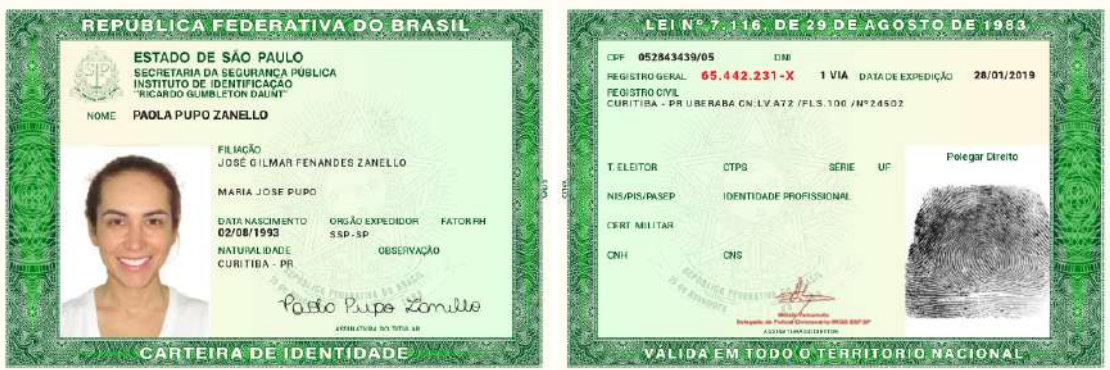 REPÚBLICA FEDERATIVA DO BRASIL
ESTADO DE SÃO PAULO
SECRETARIA DA SEGURANÇA PÚBLICA
INSTITUTO DE IDENTIFICAÇÃO
"RICARDO GUMBLETON DAUNT"
NOME PAOLA PUPO ZANELLO
FILIAÇÃO
JOSÉ GILMAR FENANDES ZANELLO
MARIA JOSE PUPO
DATA NASCIMENTO ORGÃO EXPEDIDOR FATOR RH
02/08/1993 SSP-SP
NATURALIDADE OBSERVAÇÃO
CURITIBA - PR
Paola Pupo Zanello
ASSINATURA DO TITULAR
CARTEIRA DE IDENTIDADE
LEI Nº 7.116, DE 29 DE AGOSTO DE 1983
CPF 052843439/05 DNI
REGISTRO GERAL 65.442.231-X 1 VIA DATA DE EXPEDIÇÃO 28/01/2019
REGISTRO CIVIL
CURITIBA - PR UBERABA CN:LV.A72 /FLS.100 /Nº24502
Polegar Direito
T. ELEITOR CTPS SÉRIE UF
NIS/PIS/PASEP IDENTIDADE PROFISSIONAL
CERT. MILITAR
CNH CNS
ASSINATURA DO DIRETOR
VÁLIDA EM TODO O TERRITÓRIO NACIONAL